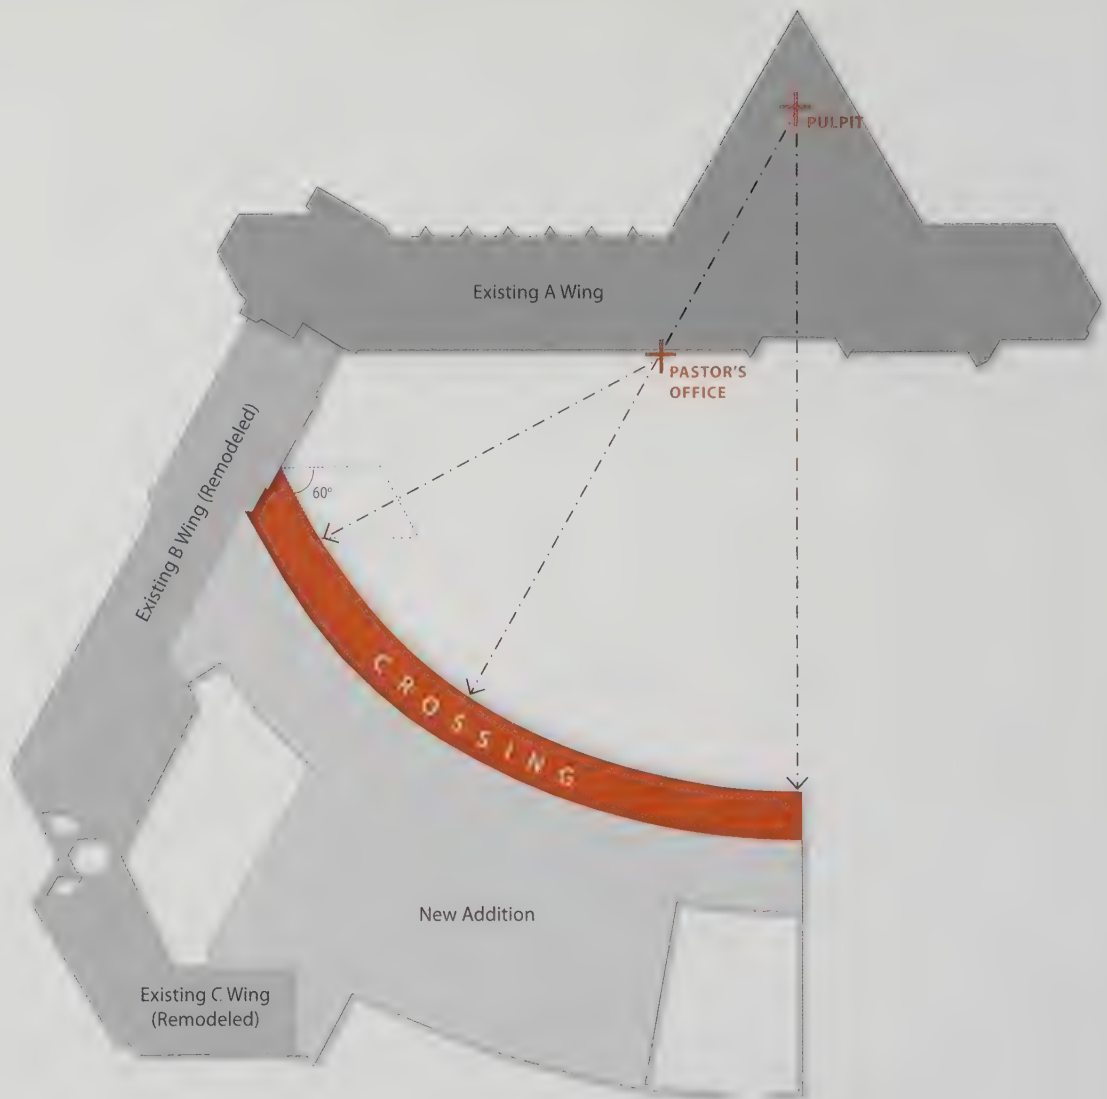 PULPIT
Existing A Wing
PASTOR'S
OFFICE
Existing B Wing (Remodeled)
60°
CROSSING
New Addition
Existing C Wing
(Remodeled)